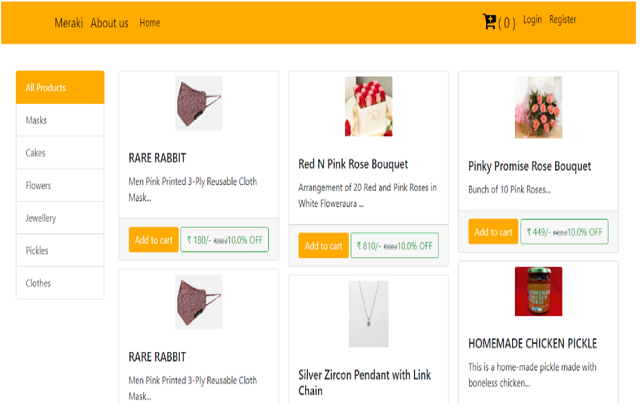 Meraki About us Home
( 0 ) Login Register
All Products
Masks
Cakes
Flowers
Jewellery
Pickles
Clothes
RARE RABBIT
Men Pink Printed 3-Ply Reusable Cloth
Mask...
Add to cart ₹ 180/- 10.0% OFF
Red N Pink Rose Bouquet
Arrangement of 20 Red and Pink Roses in
White Floweraura ...
Add to cart ₹ 810/- 10.0% OFF
Pinky Promise Rose Bouquet
Bunch of 10 Pink Roses...
Add to cart ₹ 449/- 10.0% OFF
RARE RABBIT
Men Pink Printed 3-Ply Reusable Cloth
Mask...
Silver Zircon Pendant with Link
Chain
HOMEMADE CHICKEN PICKLE
This is a home-made pickle made with
boneless chicken...